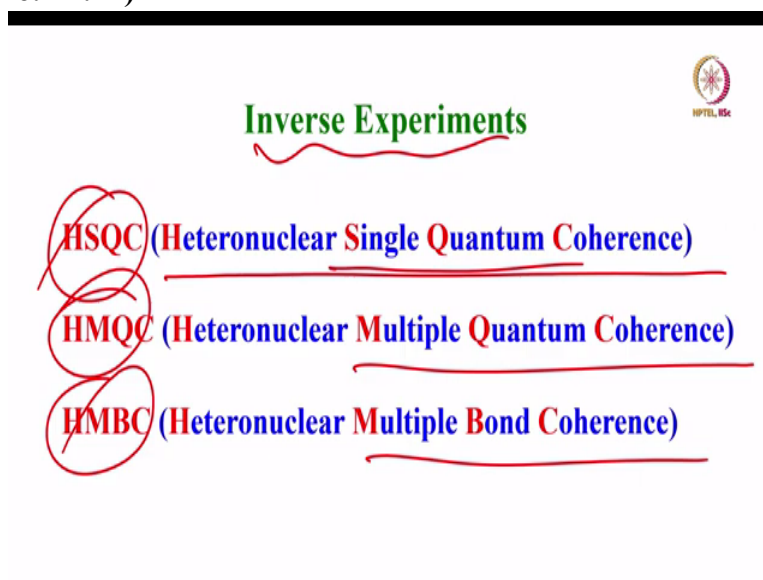 Inverse Experiments
NPTEL, IISc
HSQC (Heteronuclear Single Quantum Coherence)
HMQC (Heteronuclear Multiple Quantum Coherence)
HMBC (Heteronuclear Multiple Bond Coherence)